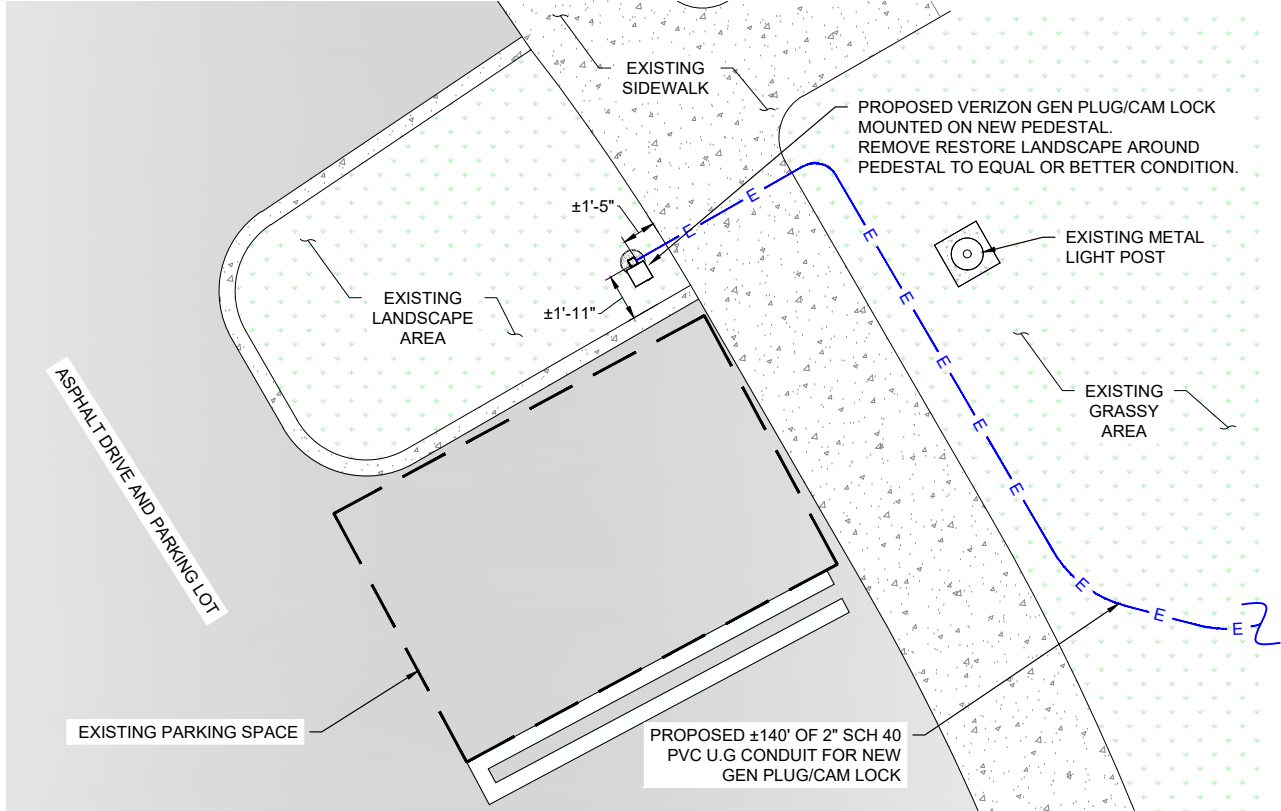 EXISTING
SIDEWALK
PROPOSED VERIZON GEN PLUG/CAM LOCK
MOUNTED ON NEW PEDESTAL.
REMOVE RESTORE LANDSCAPE AROUND
PEDESTAL TO EQUAL OR BETTER CONDITION.
±1'-5"
E
E
E
EXISTING METAL
LIGHT POST
EXISTING
LANDSCAPE
AREA
±1'-11"
E
E
EXISTING
GRASSY
AREA
ASPHALT DRIVE AND PARKING LOT
E
E
E
E
E
EXISTING PARKING SPACE
PROPOSED ±140' OF 2" SCH 40
PVC U.G CONDUIT FOR NEW
GEN PLUG/CAM LOCK